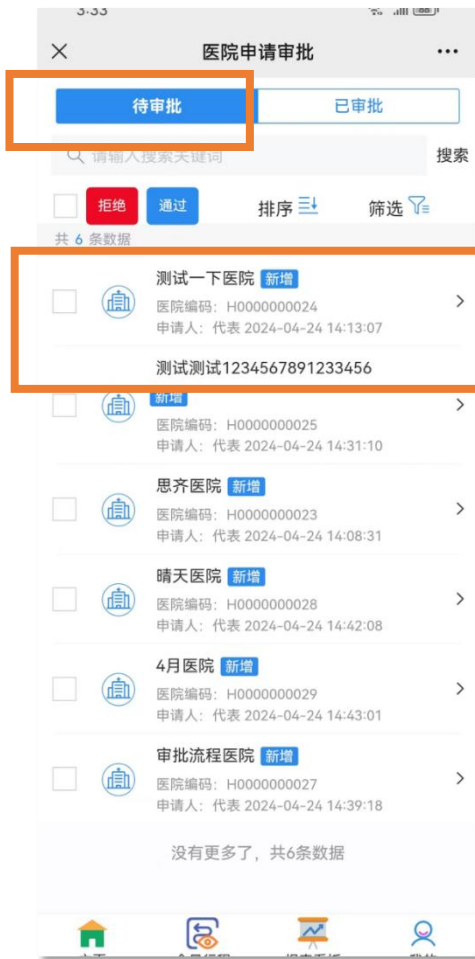 3:33
医院申请审批
待审批
已审批
请输入搜索关键词
搜索
拒绝
通过
排序
筛选
共 6 条数据
测试一下医院 新增
医院编码: H0000000024
申请人: 代表 2024-04-24 14:13:07
测试测试1234567891233456
新增
医院编码: H0000000025
申请人: 代表 2024-04-24 14:31:10
思齐医院 新增
医院编码: H0000000023
申请人: 代表 2024-04-24 14:08:31
晴天医院 新增
医院编码: H0000000028
申请人: 代表 2024-04-24 14:42:08
4月医院 新增
医院编码: H0000000029
申请人: 代表 2024-04-24 14:43:01
审批流程医院 新增
医院编码: H0000000027
申请人: 代表 2024-04-24 14:39:18
没有更多了，共6条数据